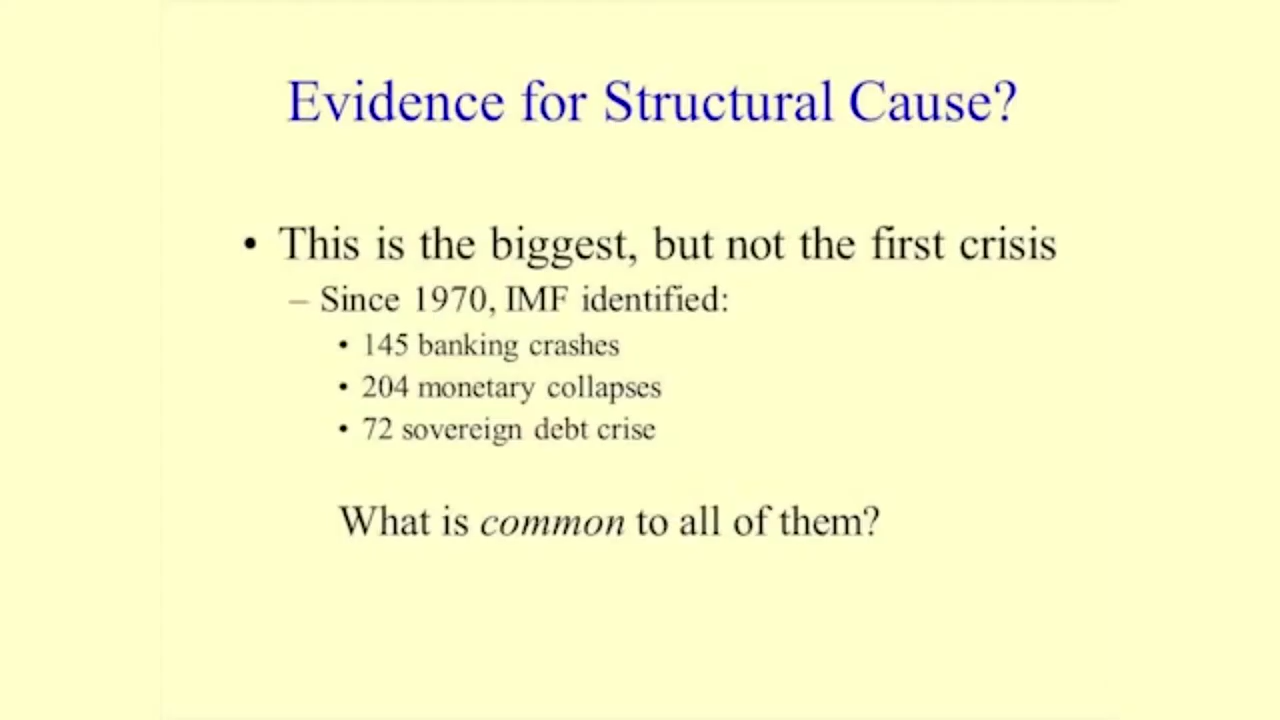 Evidence for Structural Cause?
• This is the biggest, but not the first crisis
– Since 1970, IMF identified:
• 145 banking crashes
• 204 monetary collapses
• 72 sovereign debt crise
What is common to all of them?